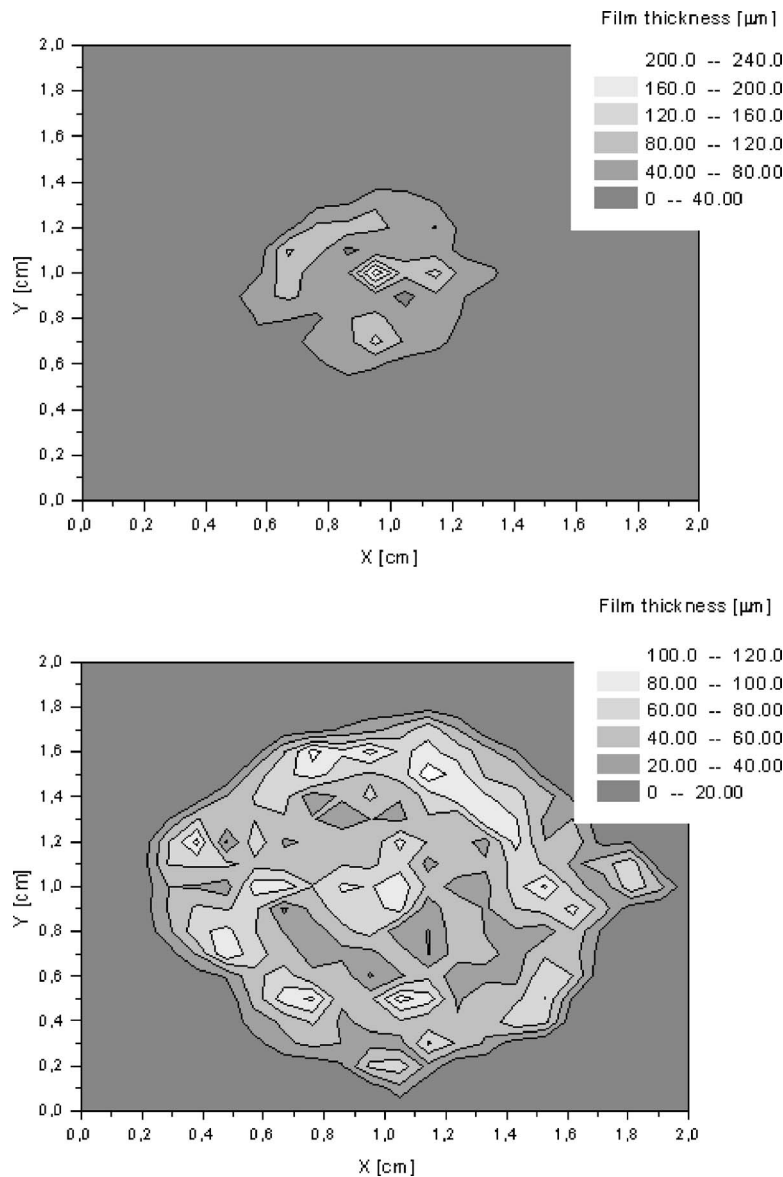 Film thickness [μm]
200.0 -- 240.0
160.0 -- 200.0
120.0 -- 160.0
80.00 -- 120.0
40.00 -- 80.00
0 -- 40.00
2,0
1,8
1,6
1,4
1,2
1,0
0,8
0,6
0,4
0,2
0,0
Y [cm]
0,0 0,2 0,4 0,6 0,8 1,0 1,2 1,4 1,6 1,8 2,0
X [cm]
Film thickness [μm]
100.0 -- 120.0
80.00 -- 100.0
60.00 -- 80.00
40.00 -- 60.00
20.00 -- 40.00
0 -- 20.00
2,0
1,8
1,6
1,4
1,2
1,0
0,8
0,6
0,4
0,2
0,0
Y [cm]
0,0 0,2 0,4 0,6 0,8 1,0 1,2 1,4 1,6 1,8 2,0
X [cm]